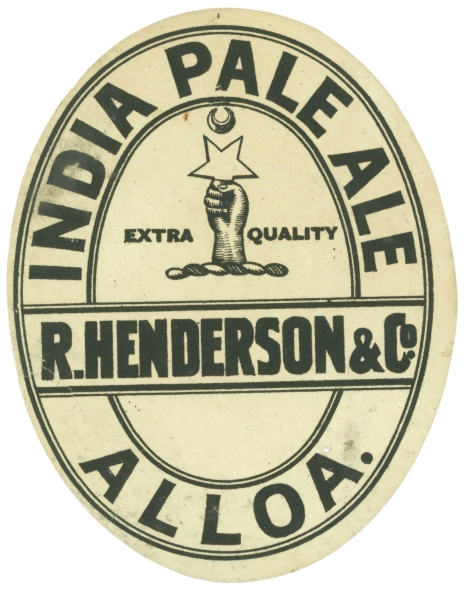 INDIA PALE ALE
EXTRA QUALITY
R. HENDERSON & Co.
ALLOA.